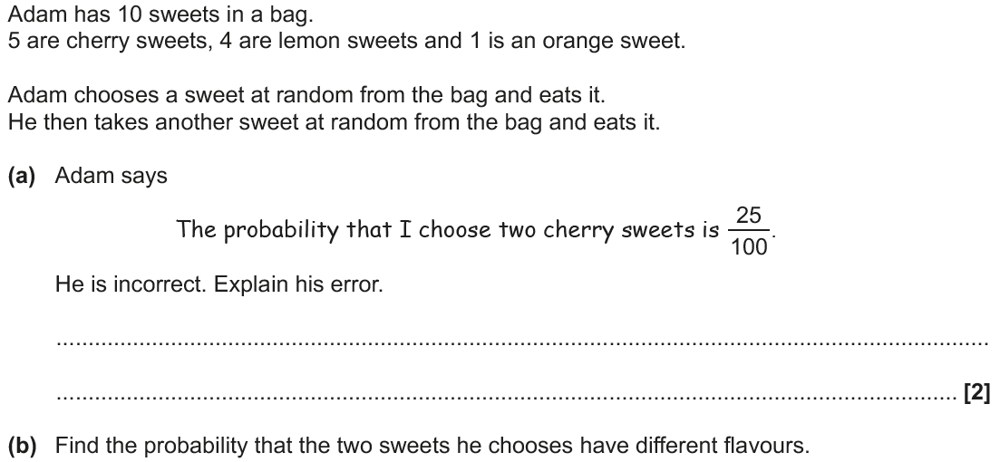 Adam has 10 sweets in a bag.
5 are cherry sweets, 4 are lemon sweets and 1 is an orange sweet.
Adam chooses a sweet at random from the bag and eats it.
He then takes another sweet at random from the bag and eats it.
(a) Adam says
The probability that I choose two cherry sweets is 25/100.
He is incorrect. Explain his error.
....................................................................................................................................................
.............................................................................................................................................. [2]
(b) Find the probability that the two sweets he chooses have different flavours.